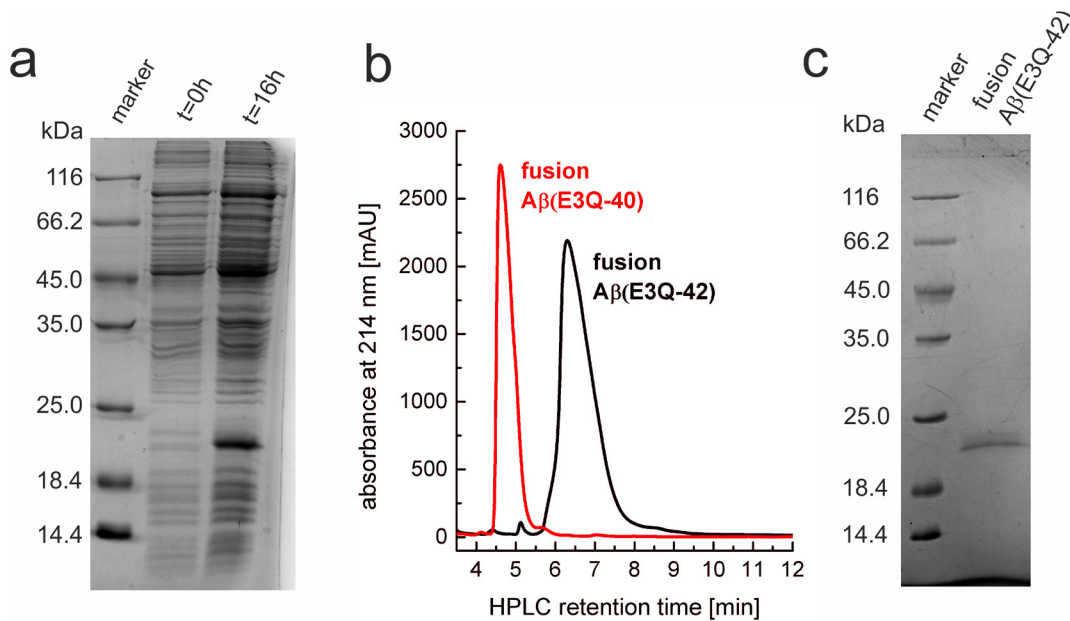 a
marker
t=0h
t=16h
kDa
116
66.2
45.0
35.0
25.0
18.4
14.4
b
3000
2500
2000
1500
1000
500
0
absorbance at 214 nm [mAU]
fusion
Aβ(E3Q-40)
fusion
Aβ(E3Q-42)
4 5 6 7 8 9 10 11 12
HPLC retention time [min]
c
marker
fusion
Aβ(E3Q-42)
kDa
116
66.2
45.0
35.0
25.0
18.4
14.4